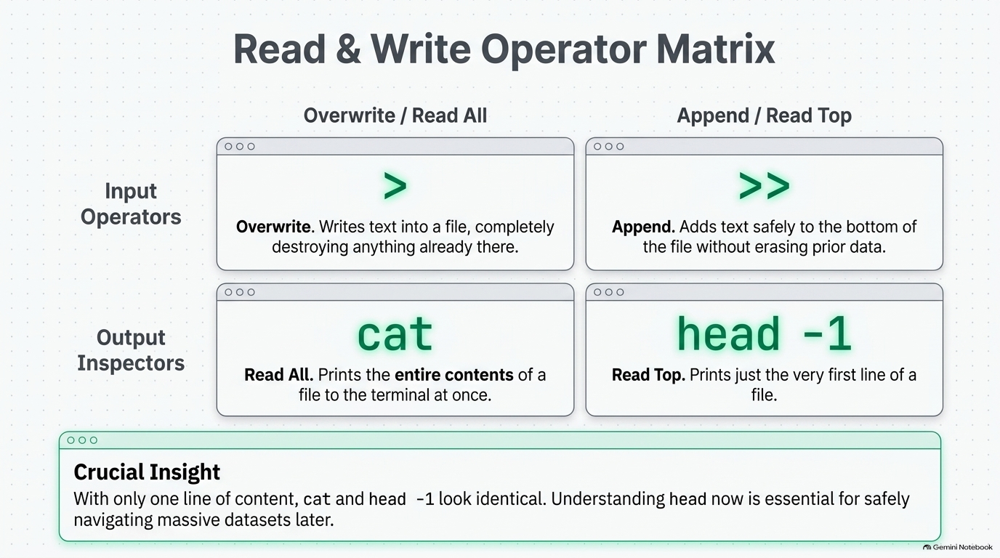 Read & Write Operator Matrix
Overwrite / Read All
Append / Read Top
Input
Operators
>
Overwrite. Writes text into a file, completely
destroying anything already there.
>>
Append. Adds text safely to the bottom of
the file without erasing prior data.
Output
Inspectors
cat
Read All. Prints the entire contents of a
file to the terminal at once.
head -1
Read Top. Prints just the very first line of a
file.
Crucial Insight
With only one line of content, cat and head -1 look identical. Understanding head now is essential for safely
navigating massive datasets later.
Gemini Notebook